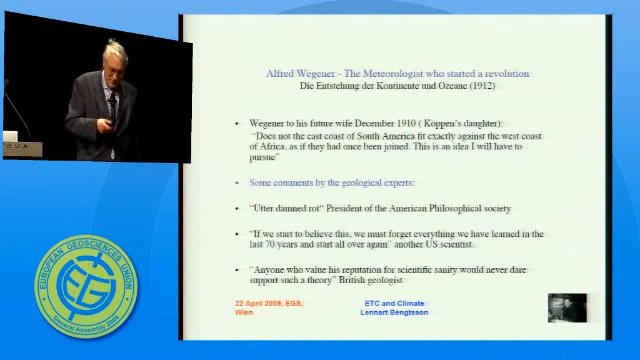 Alfred Wegener - The Meteorologist who started a revolution
Die Entstehung der Kontinente und Ozeane (1912)
• Wegener to his future wife December 1910 ( Koppen's daughter):
"Does not the east coast of South America fit exactly against the west coast
of Africa, as if they had once been joined. This is an idea I will have to
pursue"
• Some comments by the geological experts:
• "Utter damned rot" President of the American Philosophical society
• "If we start to believe this, we must forget everything we have learned in the
last 70 years and start all over again" another US scientist.
• "Anyone who value his reputation for scientific sanity would never dare
support such a theory" British geologist
22 April 2009, EGS,
Wien
ETC and Climate
Lennart Bengtsson
EUROPEAN GEOSCIENCES UNION
EGU
General Assembly 2009